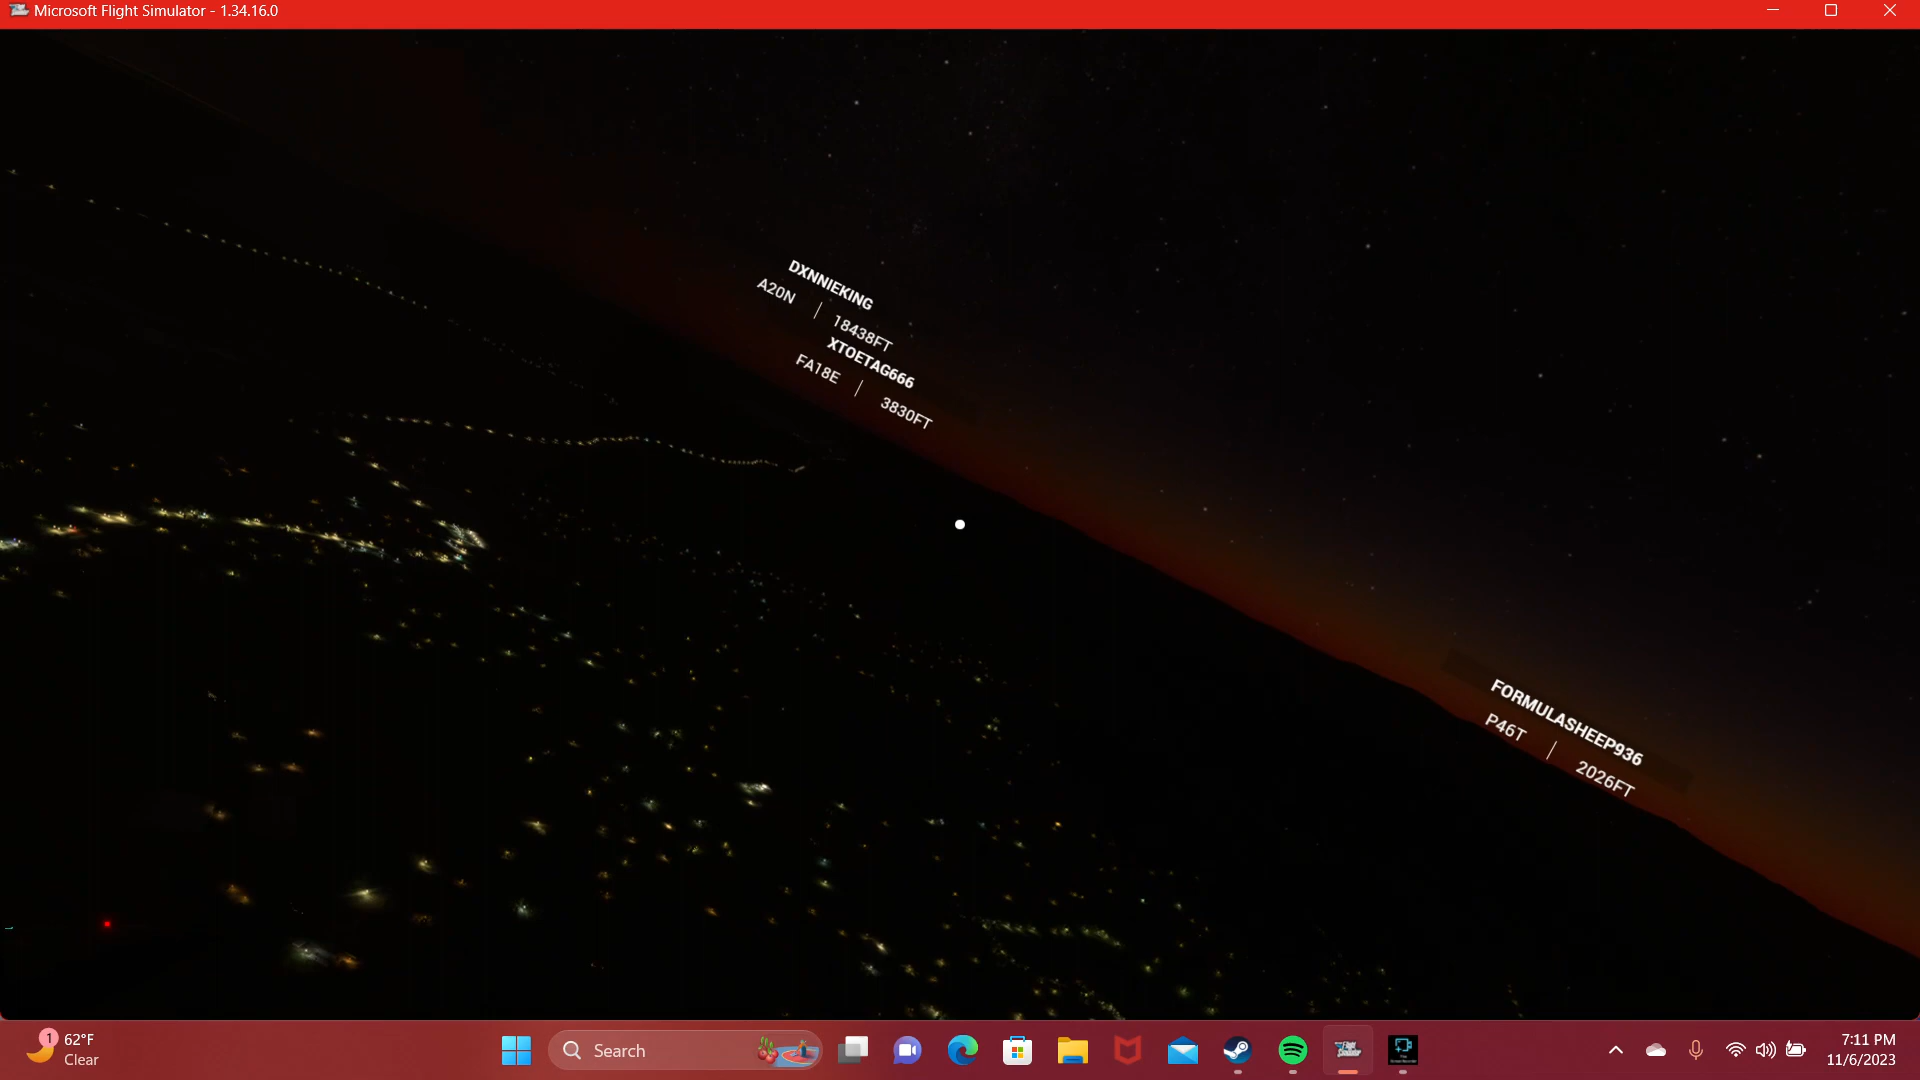 Microsoft Flight Simulator - 1.34.16.0
DXNNIEKING
A20N | 18438FT
XTOETAG666
FA18E | 3830FT
FORMULASHEEP936
P46T | 2026FT
1
62°F
Clear
Search
7:11 PM
11/6/2023